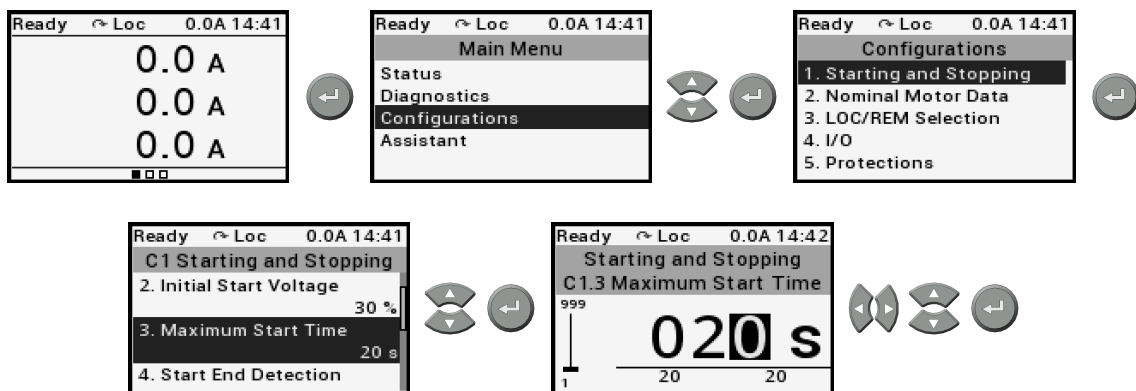 Ready Loc 0.0A 14:41
0.0 A
0.0 A
0.0 A
Ready Loc 0.0A 14:41
Main Menu
Status
Diagnostics
Configurations
Assistant
Ready Loc 0.0A 14:41
Configurations
1. Starting and Stopping
2. Nominal Motor Data
3. LOC/REM Selection
4. I/O
5. Protections
Ready Loc 0.0A 14:41
C1 Starting and Stopping
2. Initial Start Voltage
30 %
3. Maximum Start Time
20 s
4. Start End Detection
Ready Loc 0.0A 14:42
Starting and Stopping
C1.3 Maximum Start Time
999
020 s
1
20 20